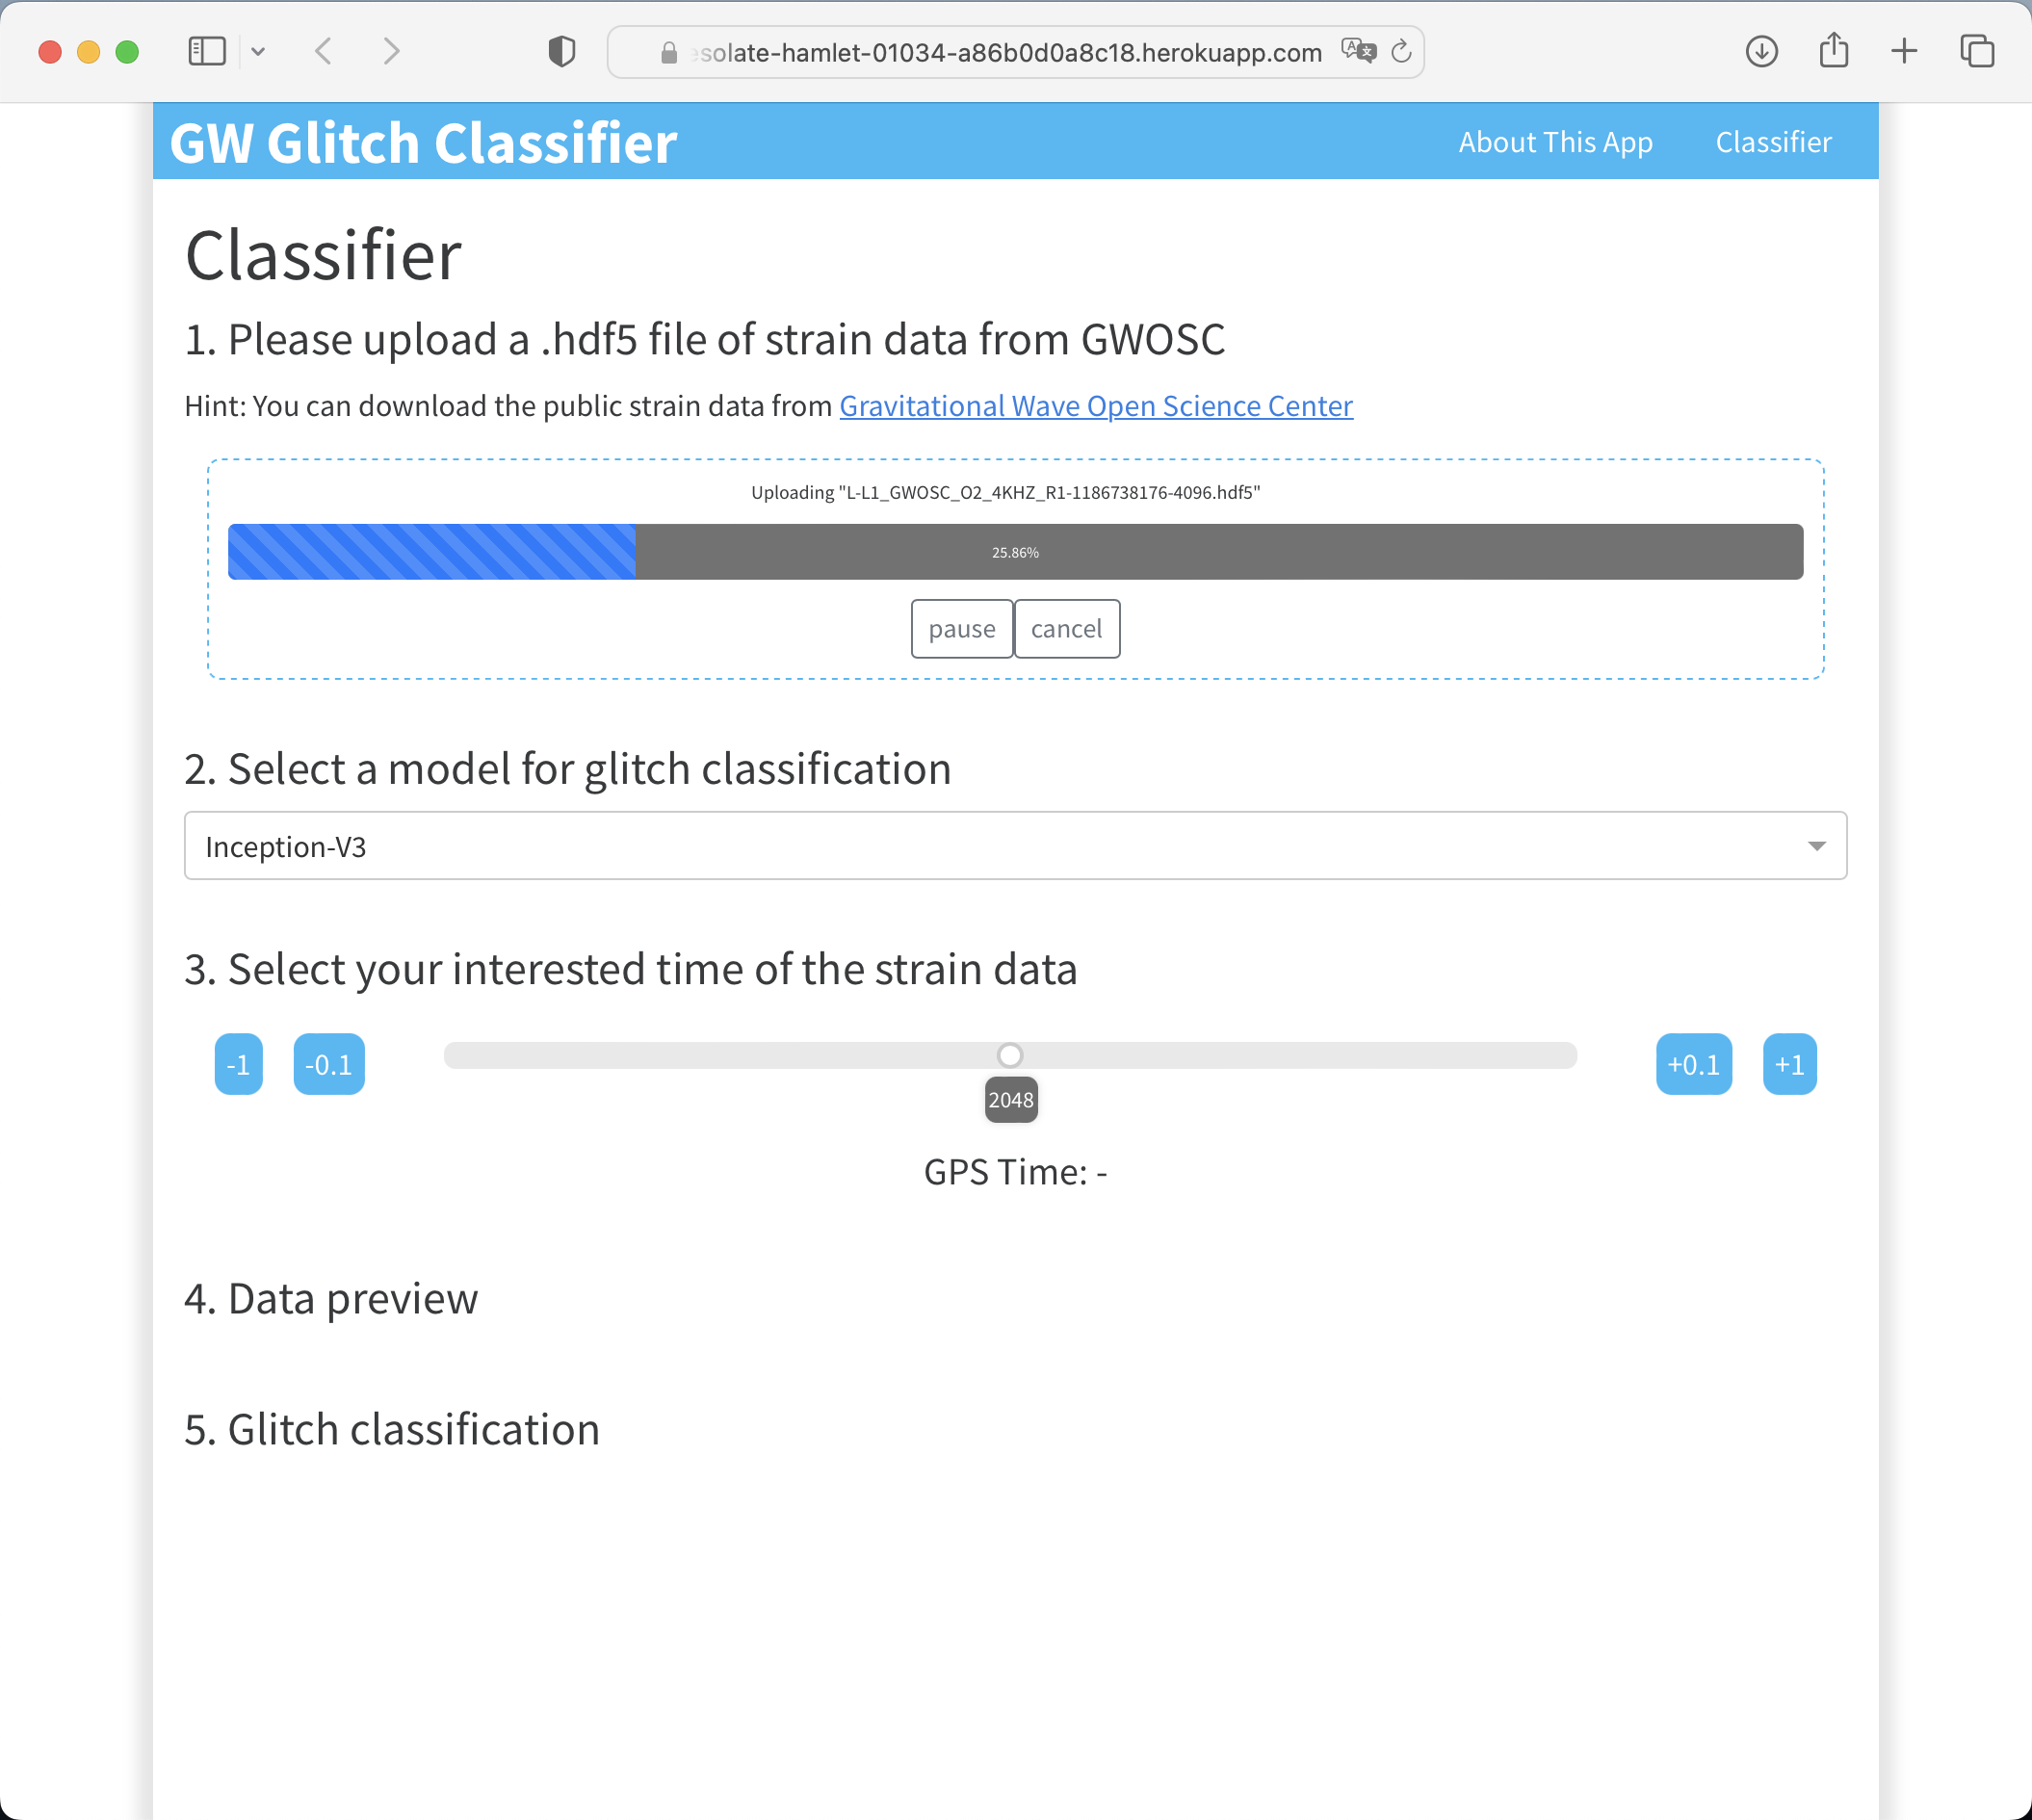 solate-hamlet-01034-a86b0d0a8c18.herokuapp.com
GW Glitch Classifier
About This App
Classifier
Classifier
1. Please upload a .hdf5 file of strain data from GWOSC
Hint: You can download the public strain data from Gravitational Wave Open Science Center
Uploading "L-L1_GWOSC_O2_4KHZ_R1-1186738176-4096.hdf5"
25.86%
pause
cancel
2. Select a model for glitch classification
Inception-V3
3. Select your interested time of the strain data
-1
-0.1
+0.1
+1
2048
GPS Time: -
4. Data preview
5. Glitch classification